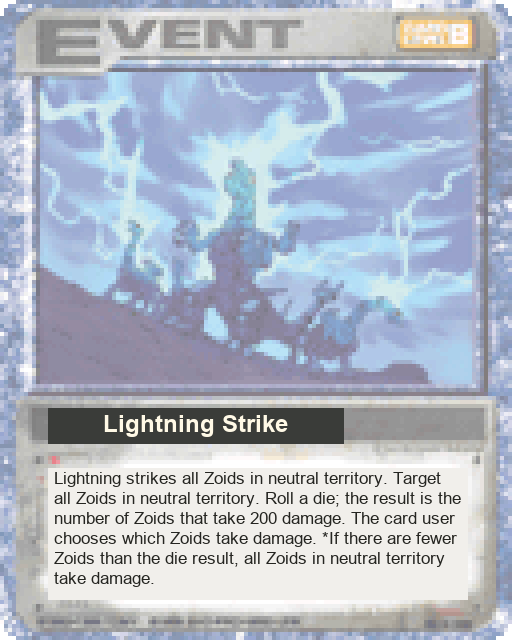 EVENT
B
Lightning Strike
Lightning strikes all Zoids in neutral territory. Target
all Zoids in neutral territory. Roll a die; the result is the
number of Zoids that take 200 damage. The card user
chooses which Zoids take damage. *If there are fewer
Zoids than the die result, all Zoids in neutral territory
take damage.